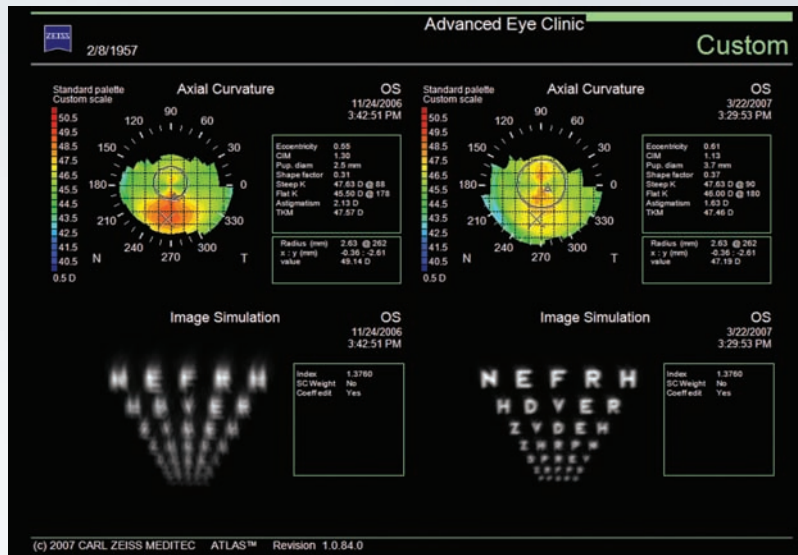 Advanced Eye Clinic
ZEISS
2/8/1957
Custom
Standard palette
Custom scale
Axial Curvature
OS
11/24/2006
3:42:51 PM
50.5
49.5
48.5
47.5
46.5
45.5
44.5
43.5
42.5
41.5
40.5
0.5 D
90
120
60
150
30
180
0
210
330
240
300
270
N
T
Eccentricity 0.55
CIM 1.30
Pup. diam 2.5 mm
Shape factor 0.31
Steep K 47.63 D @ 88
Flat K 45.50 D @ 178
Astigmatism 2.13 D
TKM 47.57 D
Radius (mm) 2.63 @ 262
x : y (mm) -0.36 : -2.61
value 49.14 D
Standard palette
Custom scale
Axial Curvature
OS
3/22/2007
3:29:53 PM
50.5
49.5
48.5
47.5
46.5
45.5
44.5
43.5
42.5
41.5
40.5
0.5 D
90
120
60
150
30
180
0
210
330
240
300
270
N
T
Eccentricity 0.61
CIM 1.13
Pup. diam 3.7 mm
Shape factor 0.37
Steep K 47.63 D @ 90
Flat K 46.00 D @ 180
Astigmatism 1.63 D
TKM 47.46 D
Radius (mm) 2.63 @ 262
x : y (mm) -0.36 : -2.61
value 47.19 D
Image Simulation
OS
11/24/2006
3:42:51 PM
N E F R H
H D V E R
Index 1.3760
SC Weight No
Coeff edit Yes
Image Simulation
OS
3/22/2007
3:29:53 PM
N E F R H
H D V E R
Z V D E H
Z H R P H
S P R E V
Index 1.3760
SC Weight No
Coeff edit Yes
(c) 2007 CARL ZEISS MEDITEC ATLAS™ Revision 1.0.84.0